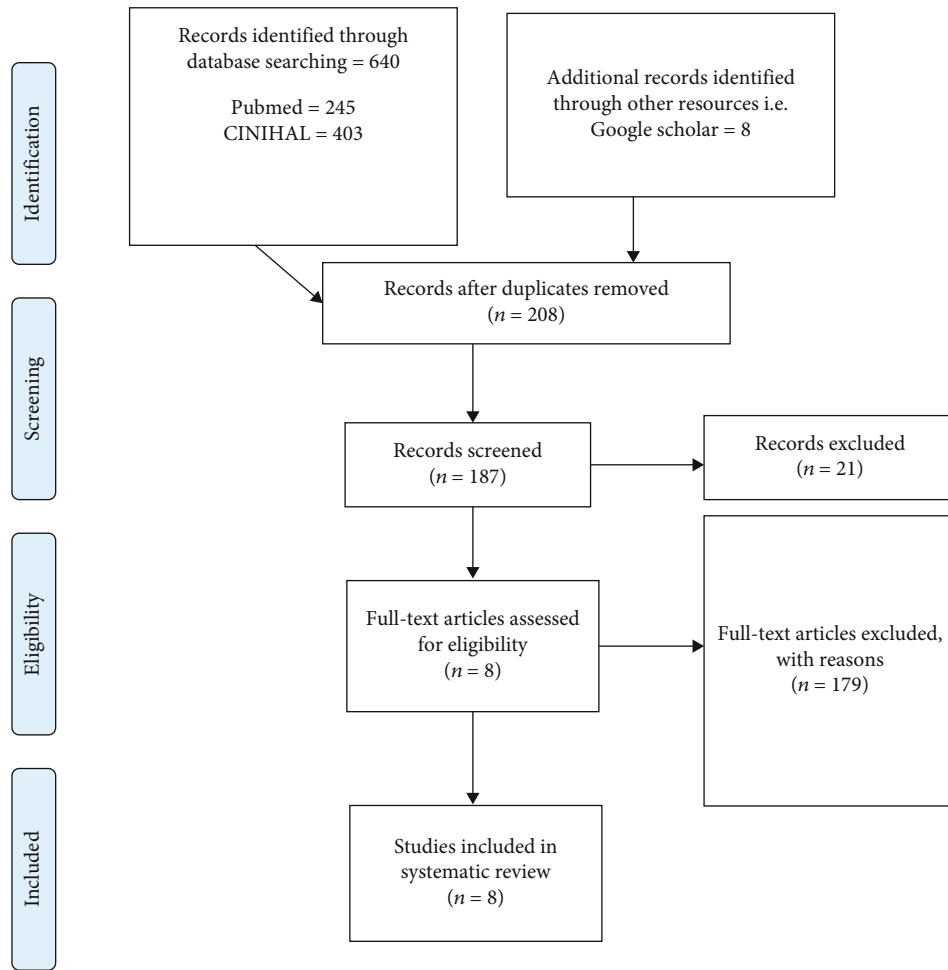 Identification
Records identified through
database searching = 640
Pubmed = 245
CINIHAL = 403
Additional records identified
through other resources i.e.
Google scholar = 8
Records after duplicates removed
(n = 208)
Screening
Records screened
(n = 187)
Records excluded
(n = 21)
Eligibility
Full-text articles assessed
for eligibility
(n = 8)
Full-text articles excluded,
with reasons
(n = 179)
Included
Studies included in
systematic review
(n = 8)